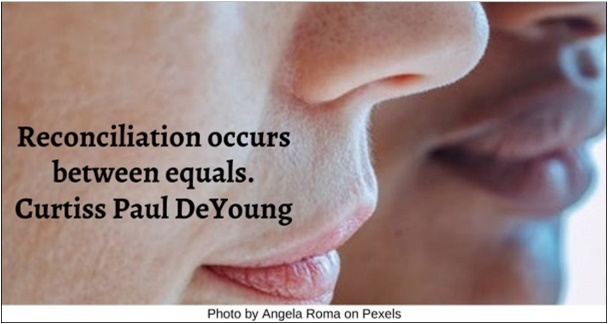 Reconciliation occurs
between equals.
Curtiss Paul DeYoung
Photo by Angela Roma on Pexels